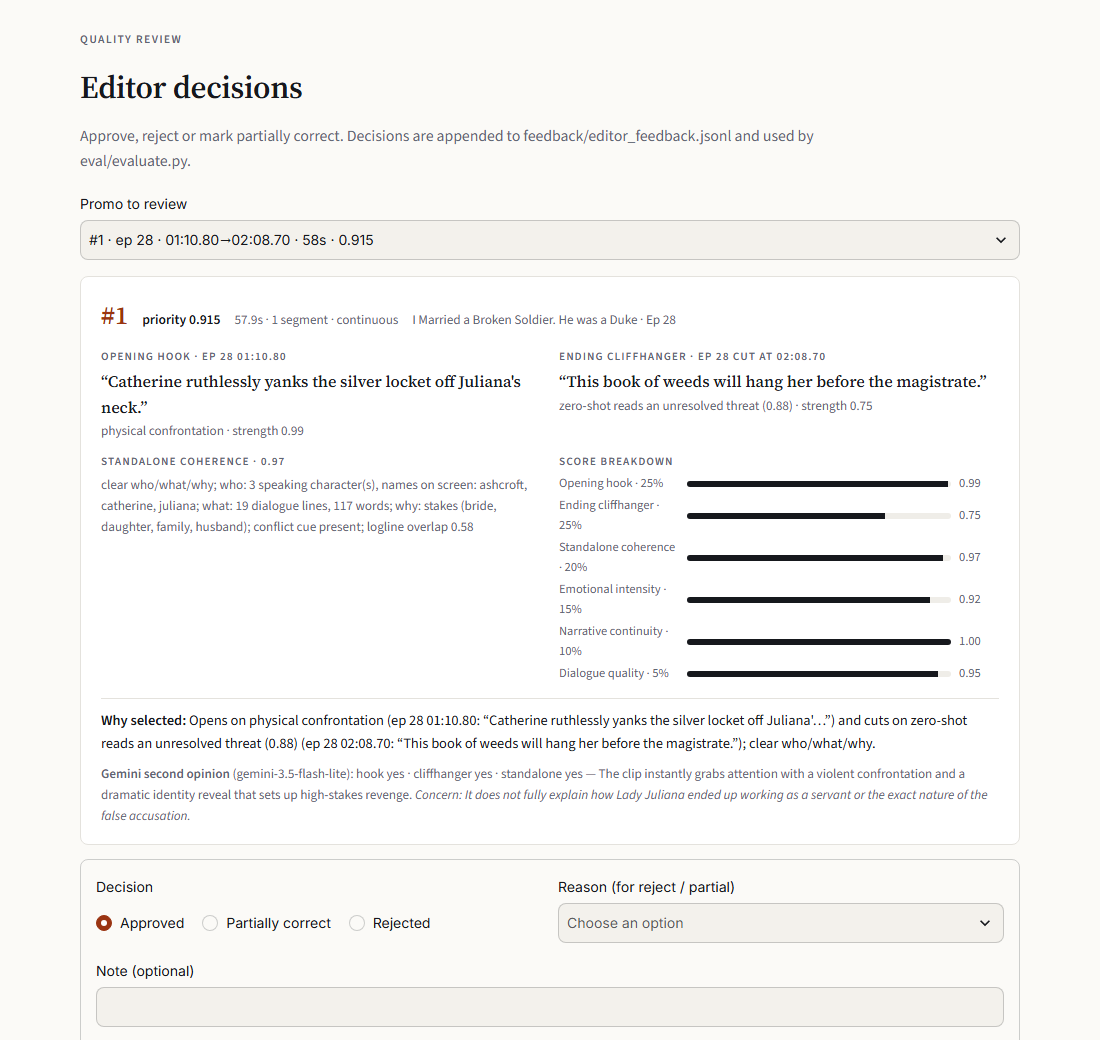 QUALITY REVIEW
Editor decisions
Approve, reject or mark partially correct. Decisions are appended to feedback/editor_feedback.jsonl and used by
eval/evaluate.py.
Promo to review
#1 · ep 28 · 01:10.80→02:08.70 · 58s · 0.915
#1 priority 0.915 57.9s · 1 segment · continuous I Married a Broken Soldier. He was a Duke · Ep 28
OPENING HOOK · EP 28 01:10.80
“Catherine ruthlessly yanks the silver locket off Juliana's
neck.”
physical confrontation · strength 0.99
ENDING CLIFFHANGER · EP 28 CUT AT 02:08.70
“This book of weeds will hang her before the magistrate.”
zero-shot reads an unresolved threat (0.88) · strength 0.75
STANDALONE COHERENCE · 0.97
clear who/what/why; who: 3 speaking character(s), names on screen: ashcroft,
catherine, juliana; what: 19 dialogue lines, 117 words; why: stakes (bride,
daughter, family, husband); conflict cue present; logline overlap 0.58
SCORE BREAKDOWN
Opening hook · 25% 0.99
Ending cliffhanger ·
25%
0.75
Standalone coherence
· 20%
0.97
Emotional intensity ·
15%
0.92
Narrative continuity ·
10%
1.00
Dialogue quality · 5% 0.95
Why selected: Opens on physical confrontation (ep 28 01:10.80: “Catherine ruthlessly yanks the silver locket off Juliana'…”) and cuts on zero-shot
reads an unresolved threat (0.88) (ep 28 02:08.70: “This book of weeds will hang her before the magistrate.”); clear who/what/why.
Gemini second opinion (gemini-3.5-flash-lite): hook yes · cliffhanger yes · standalone yes — The clip instantly grabs attention with a violent confrontation and a
dramatic identity reveal that sets up high-stakes revenge. Concern: It does not fully explain how Lady Juliana ended up working as a servant or the exact nature of the
false accusation.
Decision
Approved Partially correct Rejected
Reason (for reject / partial)
Choose an option
Note (optional)